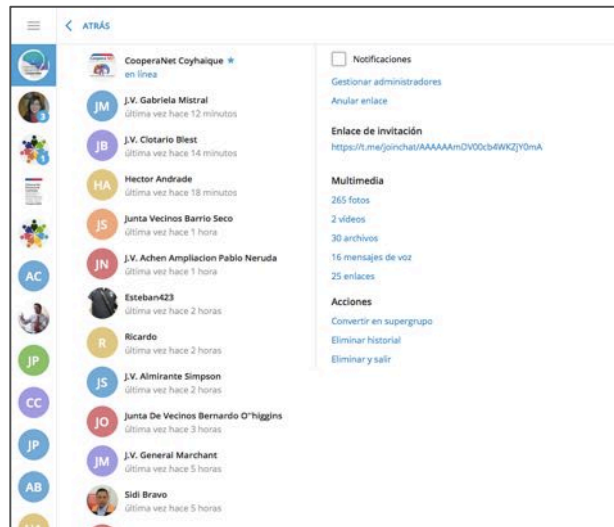 ATRÁS
3
1
AC
JP
CC
JP
AB
CooperaNet Coyhaique
en línea
JM
J.V. Gabriela Mistral
última vez hace 12 minutos
JB
J.V. Clotario Blest
última vez hace 14 minutos
HA
Hector Andrade
última vez hace 18 minutos
JS
Junta Vecinos Barrio Seco
última vez hace 1 hora
JN
J.V. Achen Ampliacion Pablo Neruda
última vez hace 1 hora
Esteban423
última vez hace 2 horas
R
Ricardo
última vez hace 2 horas
JS
J.V. Almirante Simpson
última vez hace 2 horas
JO
Junta De Vecinos Bernardo O"higgins
última vez hace 3 horas
JM
J.V. General Marchant
última vez hace 5 horas
Sidi Bravo
última vez hace 5 horas
Notificaciones
Gestionar administradores
Anular enlace
Enlace de invitación
https://t.me/joinchat/AAAAAAmDV00cb4WKZjY0mA
Multimedia
265 fotos
2 vídeos
30 archivos
16 mensajes de voz
25 enlaces
Acciones
Convertir en supergrupo
Eliminar historial
Eliminar y salir